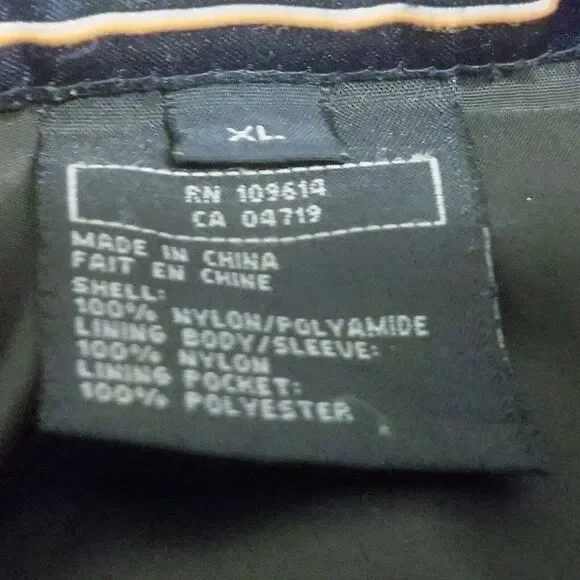 XL
RN 109614
CA 04719
MADE IN CHINA
FAIT EN CHINE
SHELL:
100% NYLON/POLYAMIDE
LINING BODY/SLEEVE:
100% NYLON
LINING POCKET:
100% POLYESTER